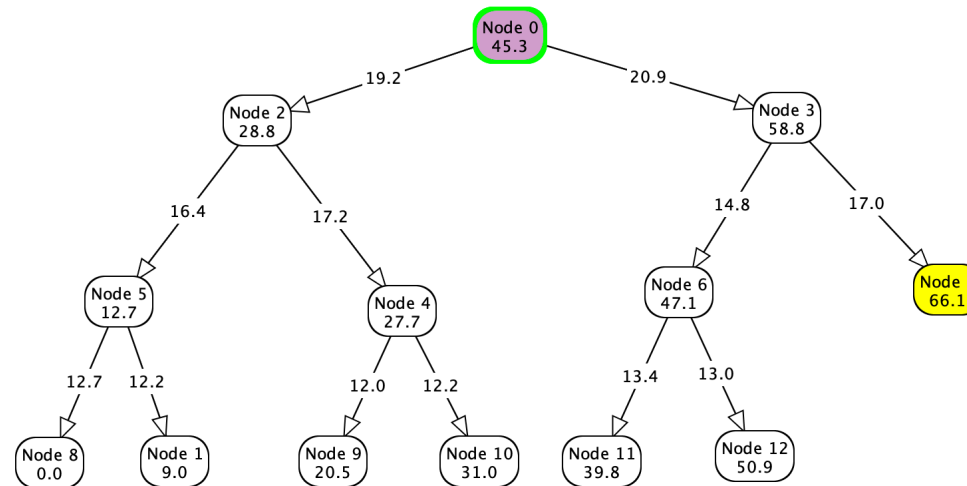 Node 0
45.3
19.2
20.9
Node 2
28.8
Node 3
58.8
16.4
17.2
14.8
17.0
Node 5
12.7
Node 4
27.7
Node 6
47.1
Node
66.1
12.7
12.2
12.0
12.2
13.4
13.0
Node 8
0.0
Node 1
9.0
Node 9
20.5
Node 10
31.0
Node 11
39.8
Node 12
50.9